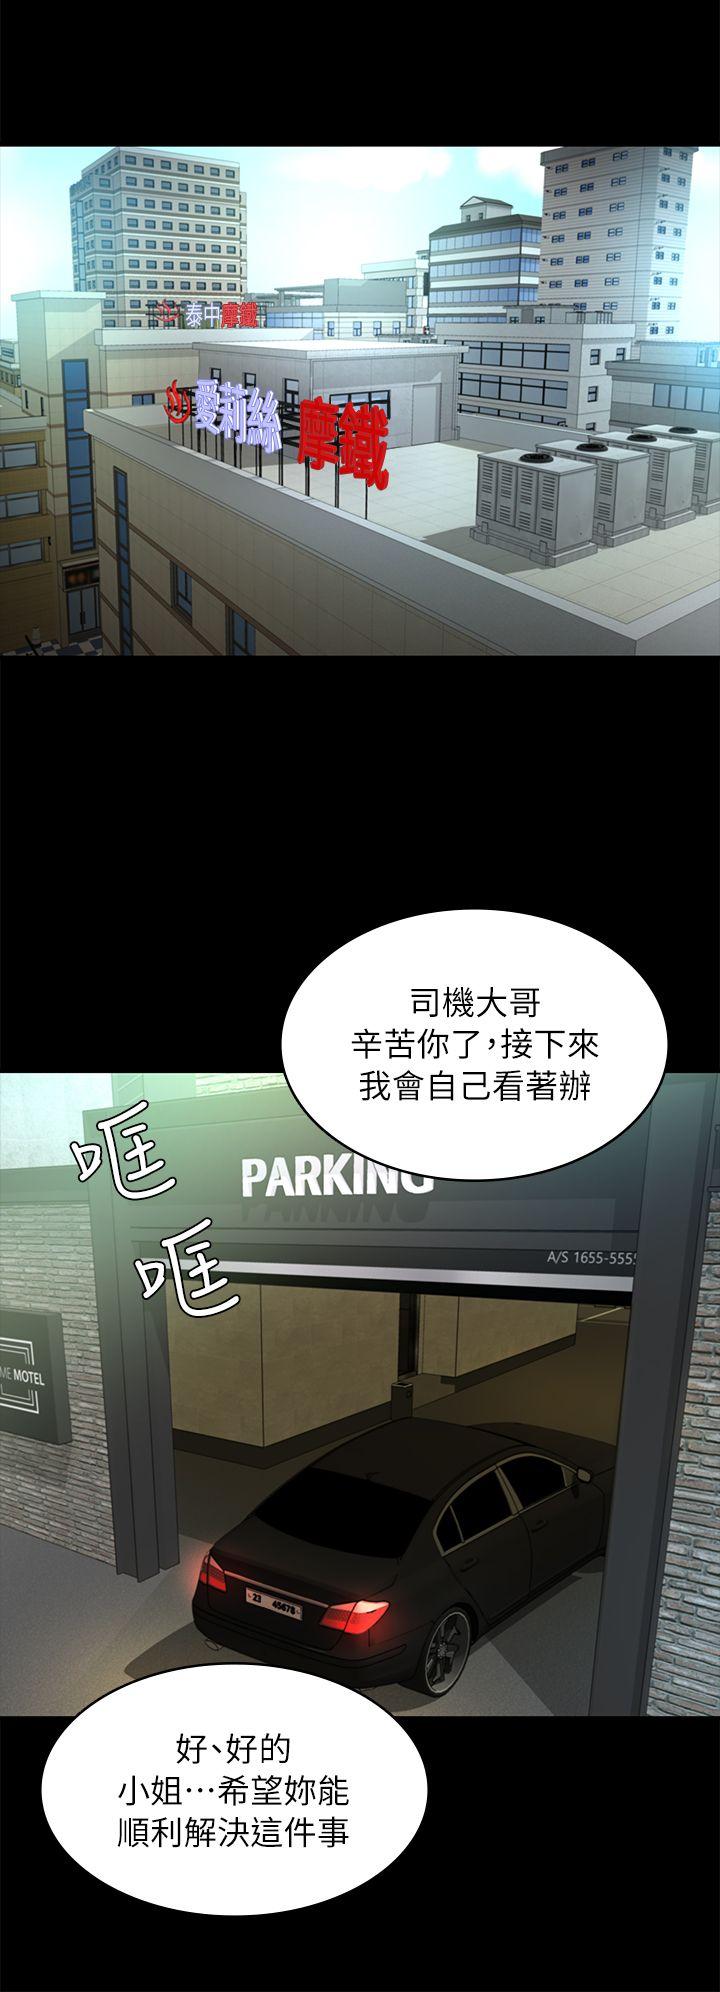 泰中摩鐵
愛莉絲 摩鐵
司機大哥
辛苦你了，接下來
我會自己看著辦
哐
哐
PARKING
A/S 1655-5555
ME MOTEL
23 45678
好、好的
小姐⋯希望妳能
順利解決這件事